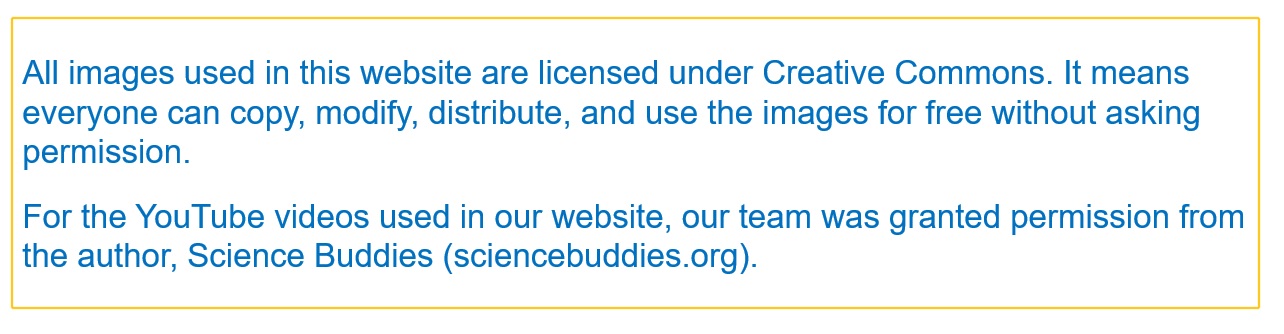 All images used in this website are licensed under Creative Commons. It means
everyone can copy, modify, distribute, and use the images for free without asking
permission.
For the YouTube videos used in our website, our team was granted permission from
the author, Science Buddies (sciencebuddies.org).